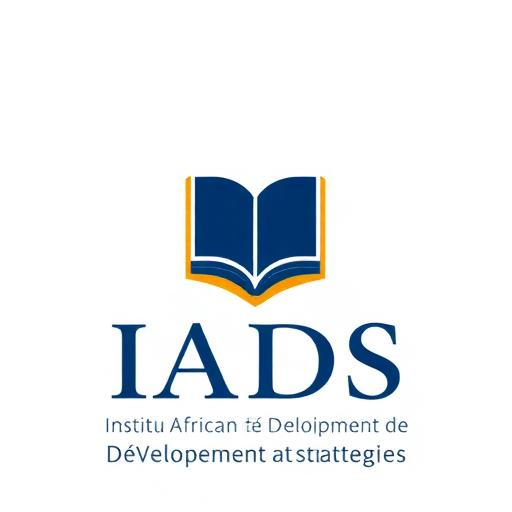 IADS
Institu African té Deloipment de
DéVelopement atstiattegies